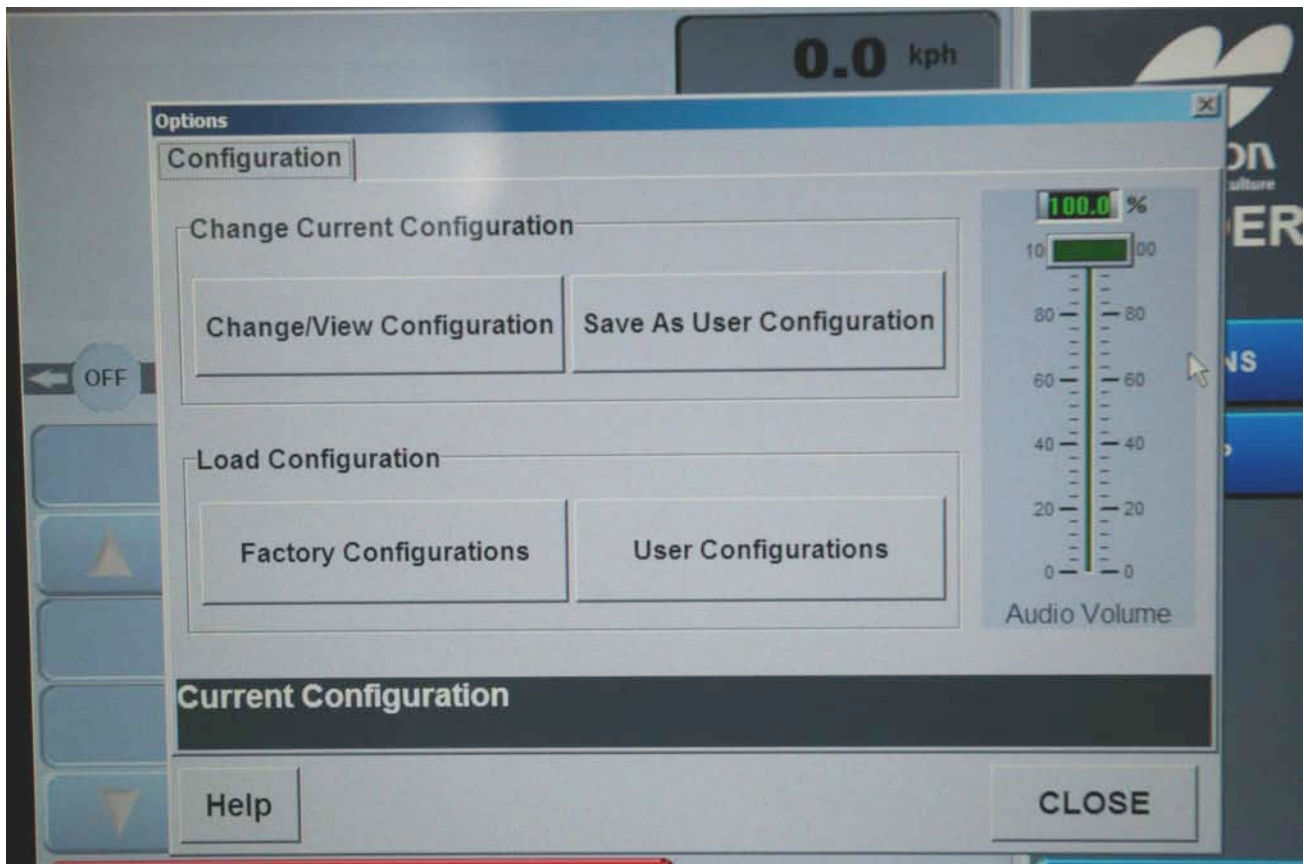 0.0 kph
Options
Configuration
Change Current Configuration
Change/View Configuration
Save As User Configuration
Load Configuration
Factory Configurations
User Configurations
100.0 %
80 80
60 60
40 40
20 20
0 0
Audio Volume
Current Configuration
Help
CLOSE
OFF